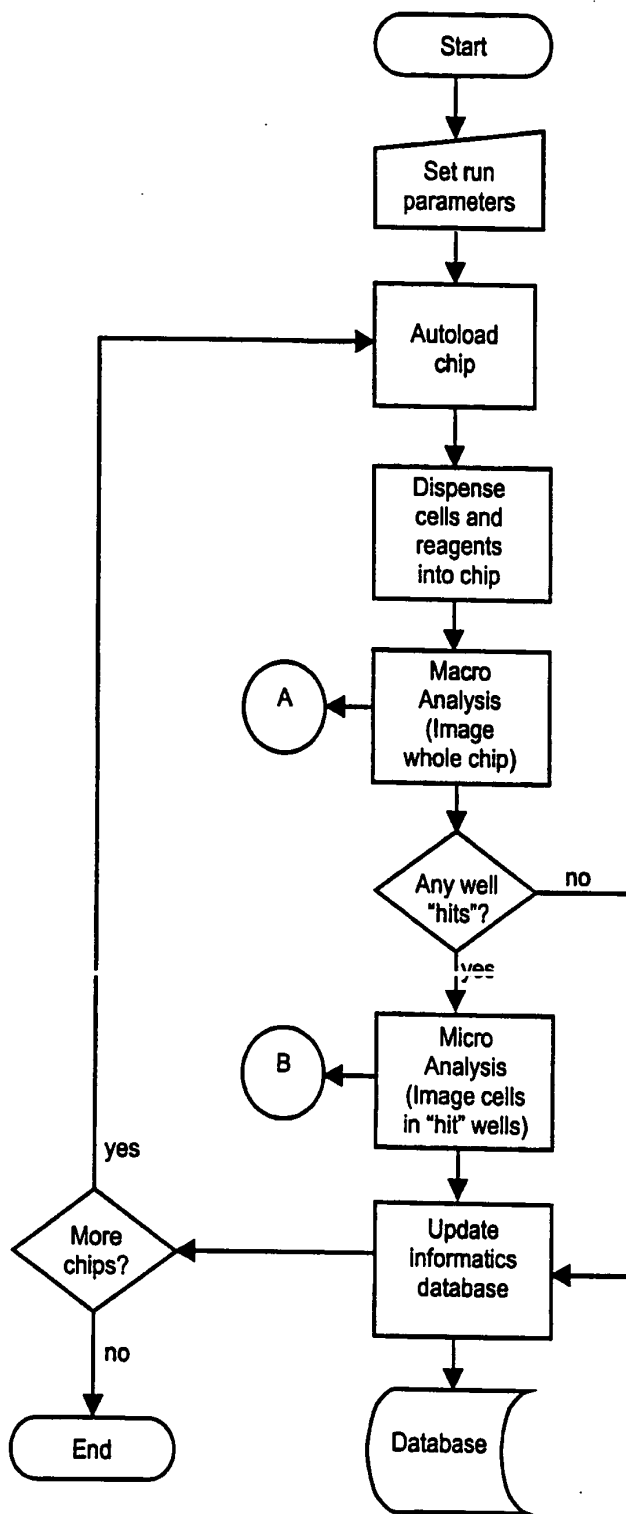 Start
Set run
parameters
Autoload
chip
Dispense
cells and
reagents
into chip
Macro
Analysis
(Image
whole chip)
A
Any well
"hits"?
no
yes
Micro
Analysis
(Image cells
in "hit" wells)
B
yes
Update
informatics
database
More
chips?
no
End
Database